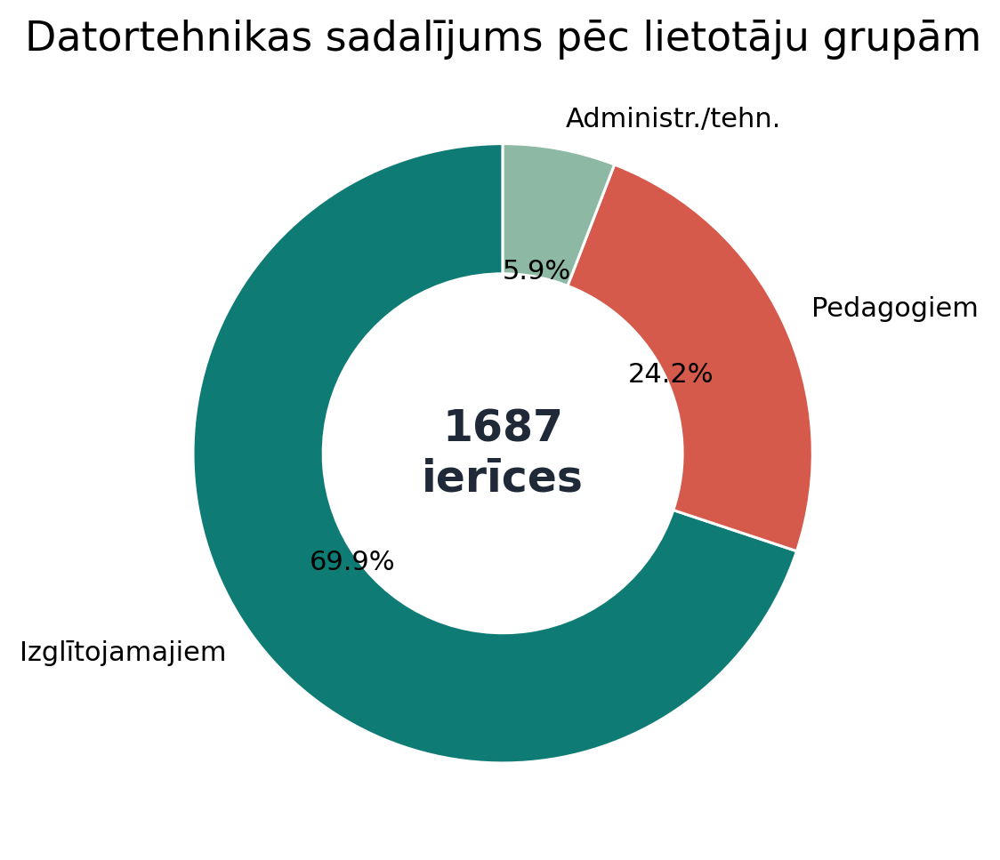 Datortehnikas sadalījums pēc lietotāju grupām
Administr./tehn.
5.9%
Pedagogiem
24.2%
1687
ierīces
69.9%
Izglītojamajiem